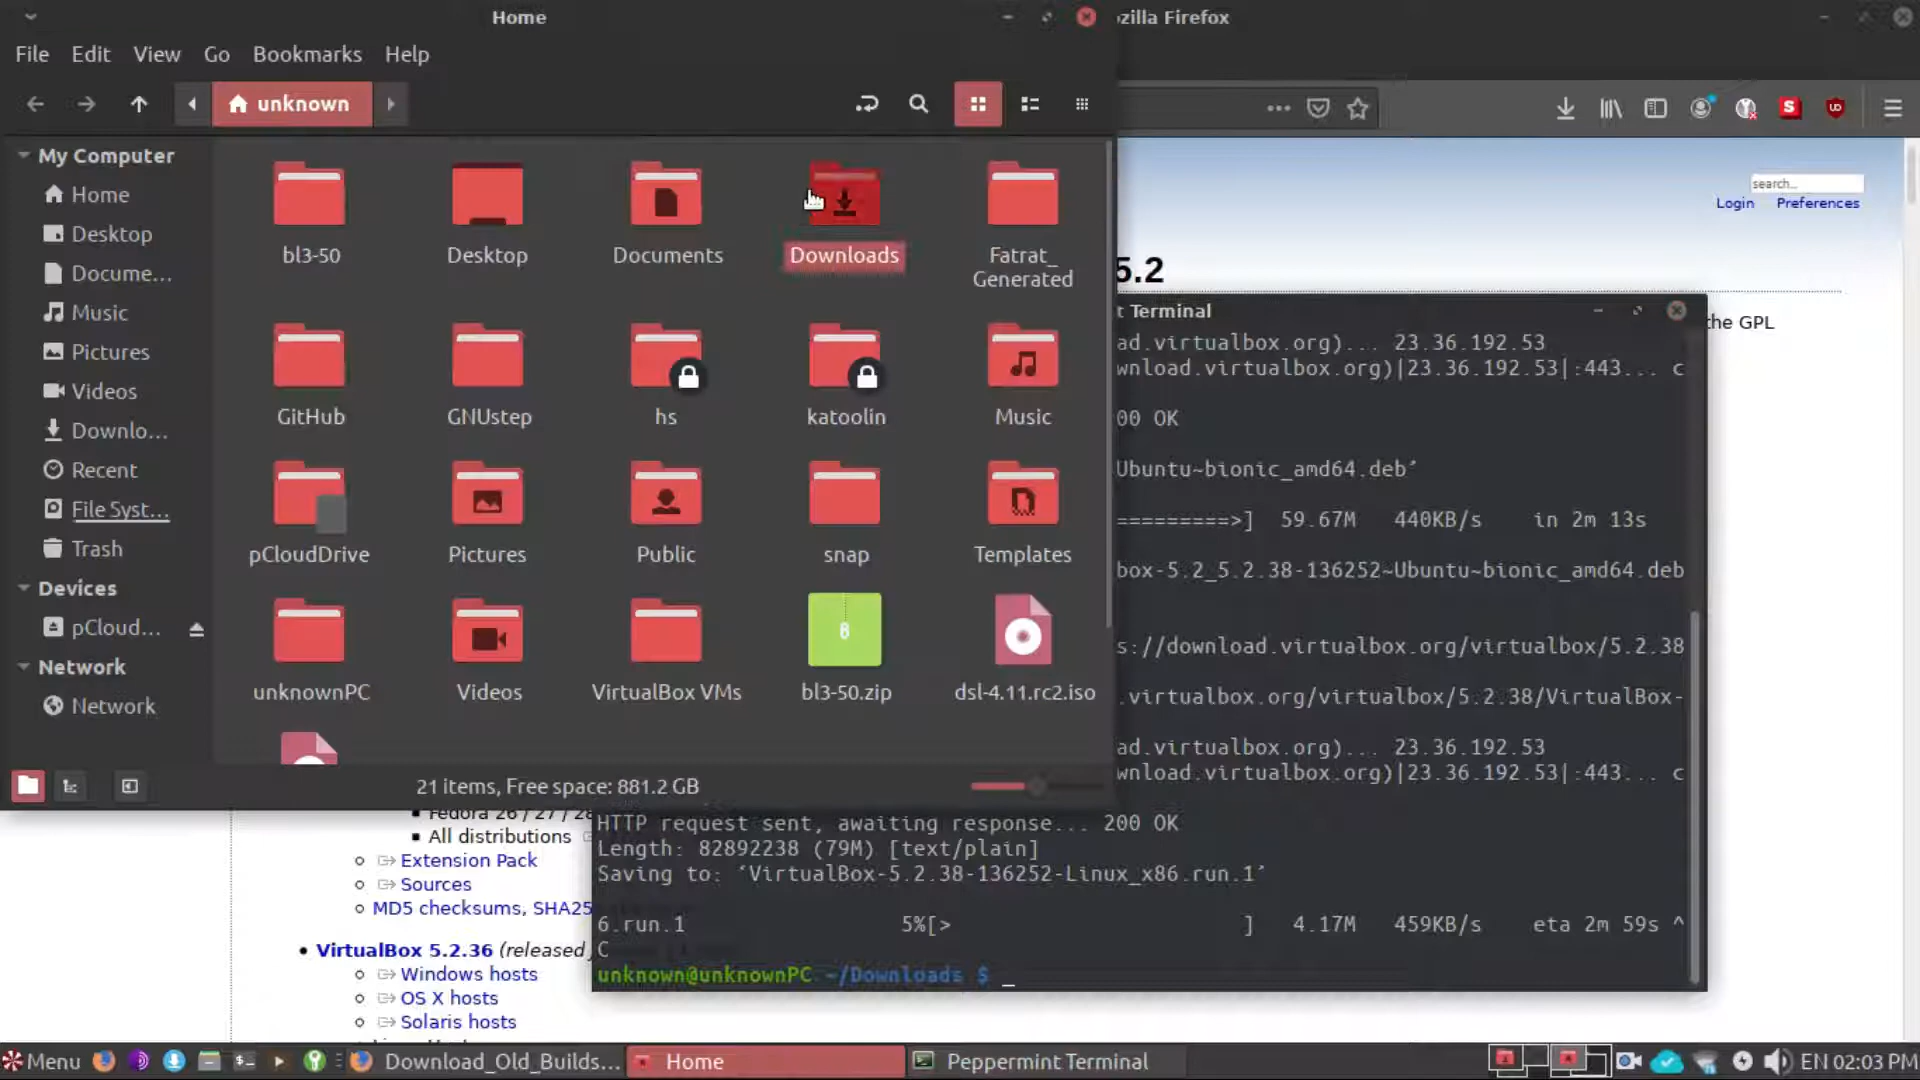 Home
zilla Firefox
File Edit View Go Bookmarks Help
unknown
My Computer
Home
Desktop
Docume...
Music
Pictures
Videos
Downlo...
Recent
File Syst...
Trash
Devices
pCloud...
Network
Network
bl3-50 Desktop Documents Downloads Fatrat_
Generated
GitHub GNUstep hs katoolin Music
pCloudDrive Pictures Public snap Templates
unknownPC Videos VirtualBox VMs bl3-50.zip dsl-4.11.rc2.iso
21 items, Free space: 881.2 GB
search...
Login Preferences
5.2
the GPL
t Terminal
ad.virtualbox.org)... 23.36.192.53
wnload.virtualbox.org)|23.36.192.53|:443... c
00 OK
Ubuntu~bionic_amd64.deb’
=========>] 59.67M 440KB/s in 2m 13s
box-5.2_5.2.38-136252~Ubuntu~bionic_amd64.deb
s://download.virtualbox.org/virtualbox/5.2.38
.virtualbox.org/virtualbox/5.2.38/VirtualBox-
ad.virtualbox.org)... 23.36.192.53
wnload.virtualbox.org)|23.36.192.53|:443... c
HTTP request sent, awaiting response... 200 OK
Length: 82892238 (79M) [text/plain]
Saving to: ‘VirtualBox-5.2.38-136252-Linux_x86.run.1’
6.run.1 5%[> ] 4.17M 459KB/s eta 2m 59s ^
C
unknown@unknownPC ~/Downloads $ _
Fedora 26 / 27 / 28
All distributions
Extension Pack
Sources
MD5 checksums, SHA25
VirtualBox 5.2.36 (released
Windows hosts
OS X hosts
Solaris hosts
Menu Download_Old_Builds... Home Peppermint Terminal EN 02:03 PM